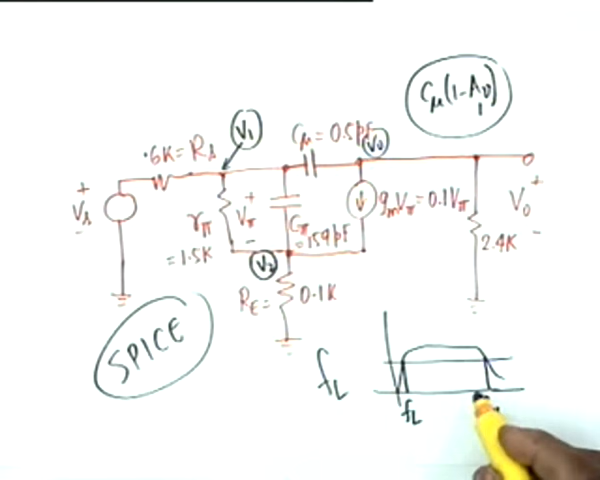 Cμ(1-Av)
V1
.6K=Rs
Cμ = 0.5pF
V0
+
Vs
-
rπ
= 1.5K
+
Vπ
-
Cπ
=159pF
gmVπ=0.1Vπ
+
V0
-
2.4K
V2
RE=
0.1K
SPICE
fL
fL